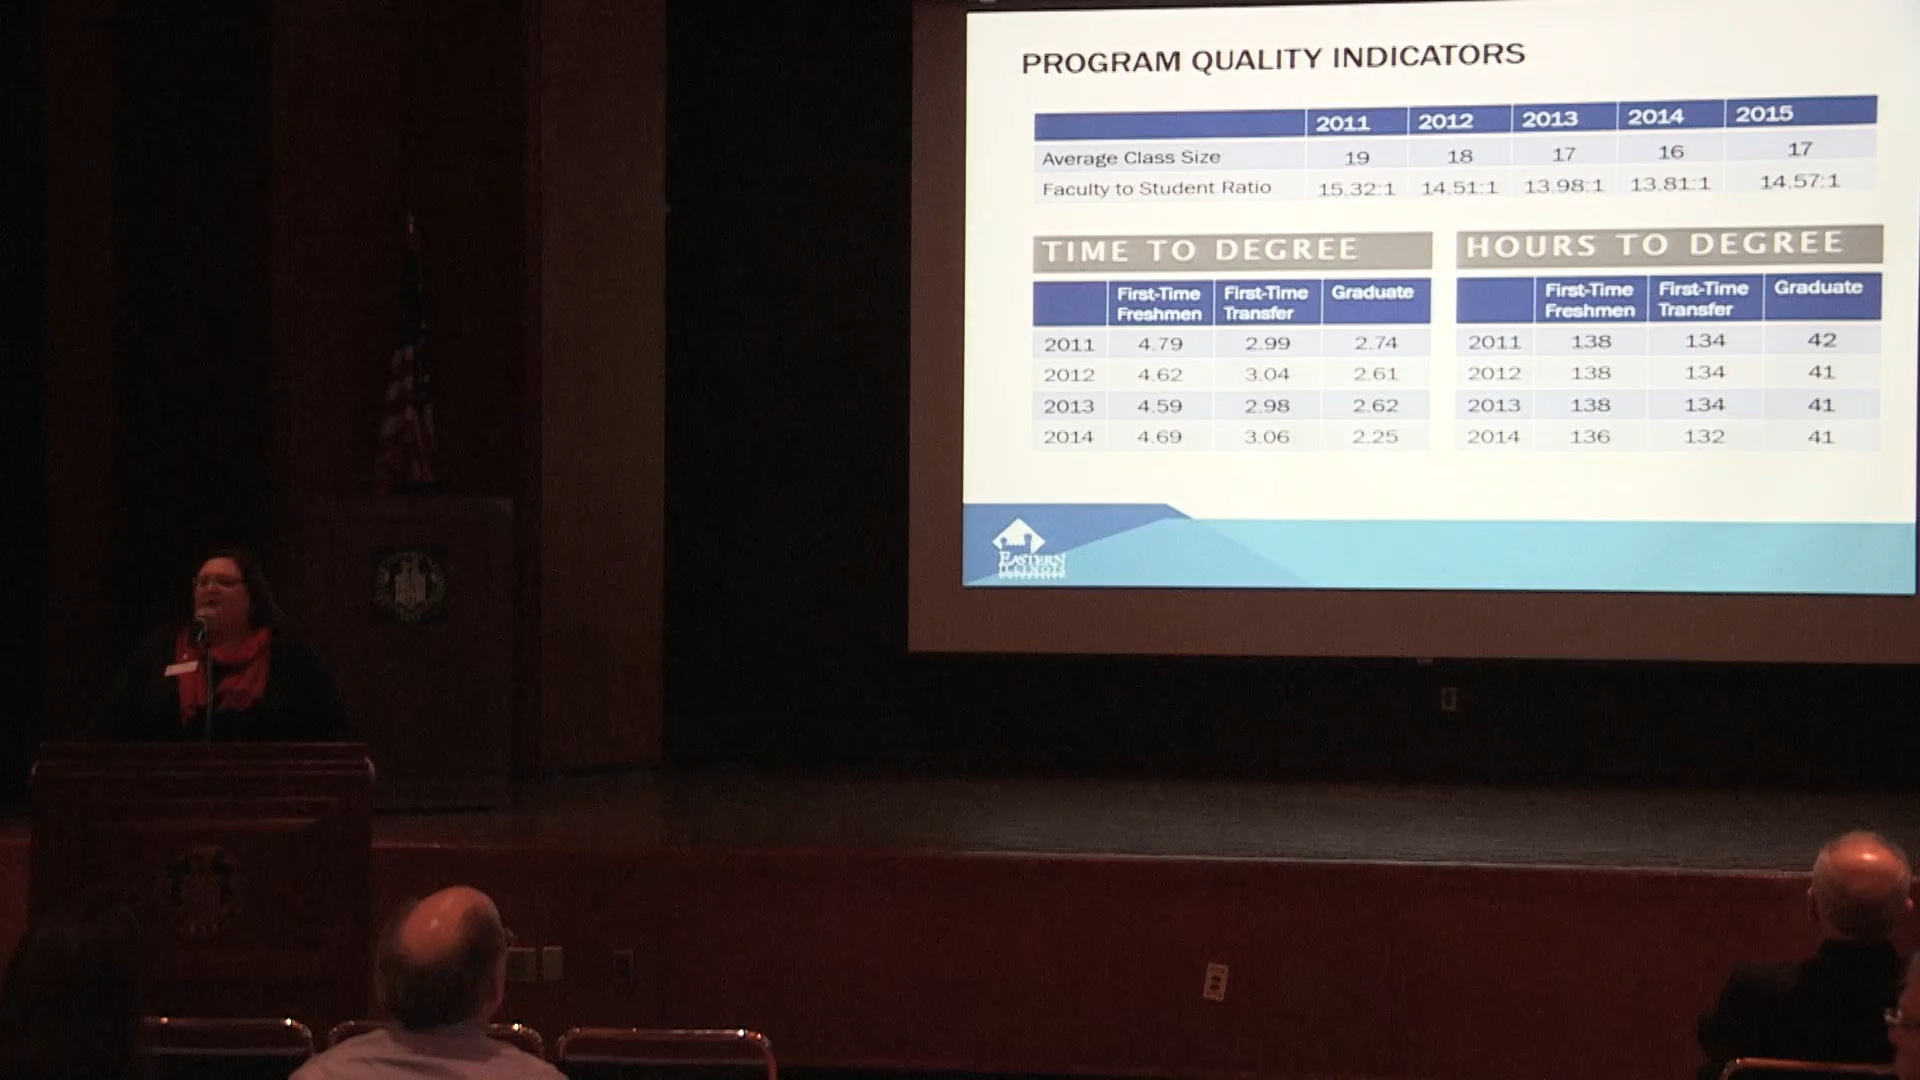 PROGRAM QUALITY INDICATORS
2011 2012 2013 2014 2015
Average Class Size 19 18 17 16 17
Faculty to Student Ratio 15.32:1 14.51:1 13.98:1 13.81:1 14.57:1
TIME TO DEGREE
First-Time Freshmen First-Time Transfer Graduate
2011 4.79 2.99 2.74
2012 4.62 3.04 2.61
2013 4.59 2.98 2.62
2014 4.69 3.06 2.25
HOURS TO DEGREE
First-Time Freshmen First-Time Transfer Graduate
2011 138 134 42
2012 138 134 41
2013 138 134 41
2014 136 132 41
EASTERN
ILLINOIS